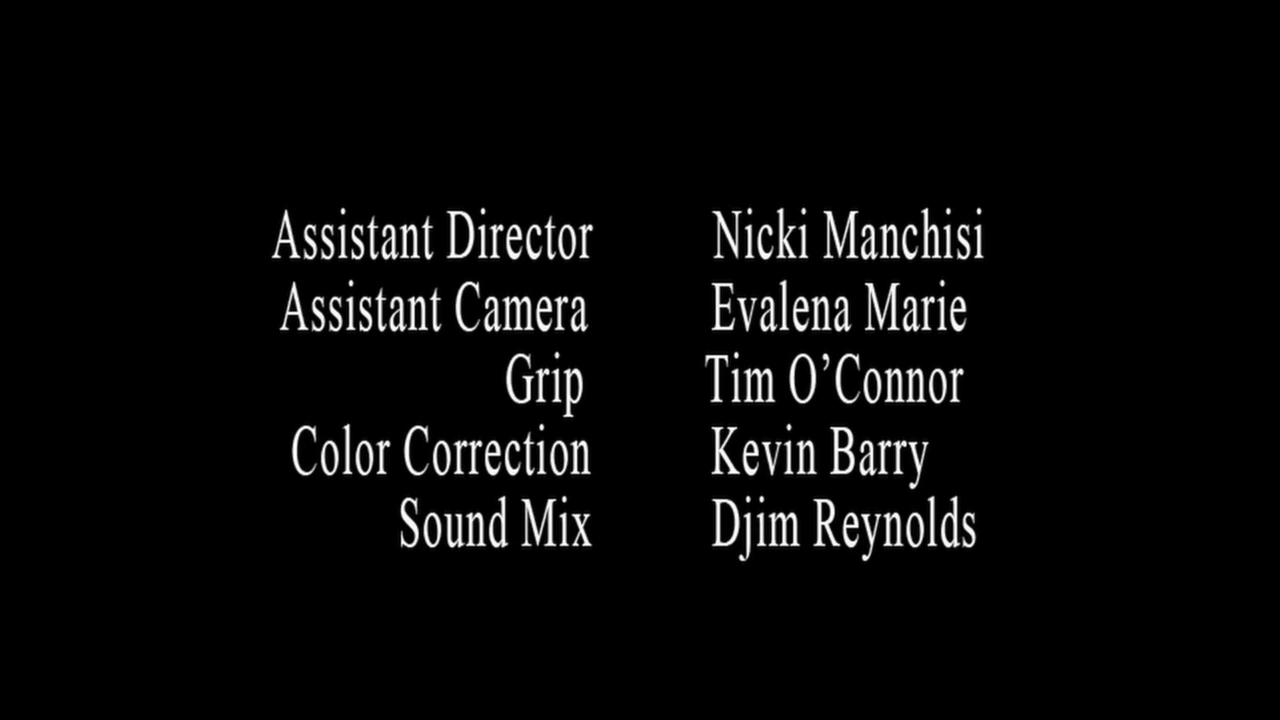 Assistant Director Nicki Manchisi
Assistant Camera Evalena Marie
Grip Tim O’Connor
Color Correction Kevin Barry
Sound Mix Djim Reynolds